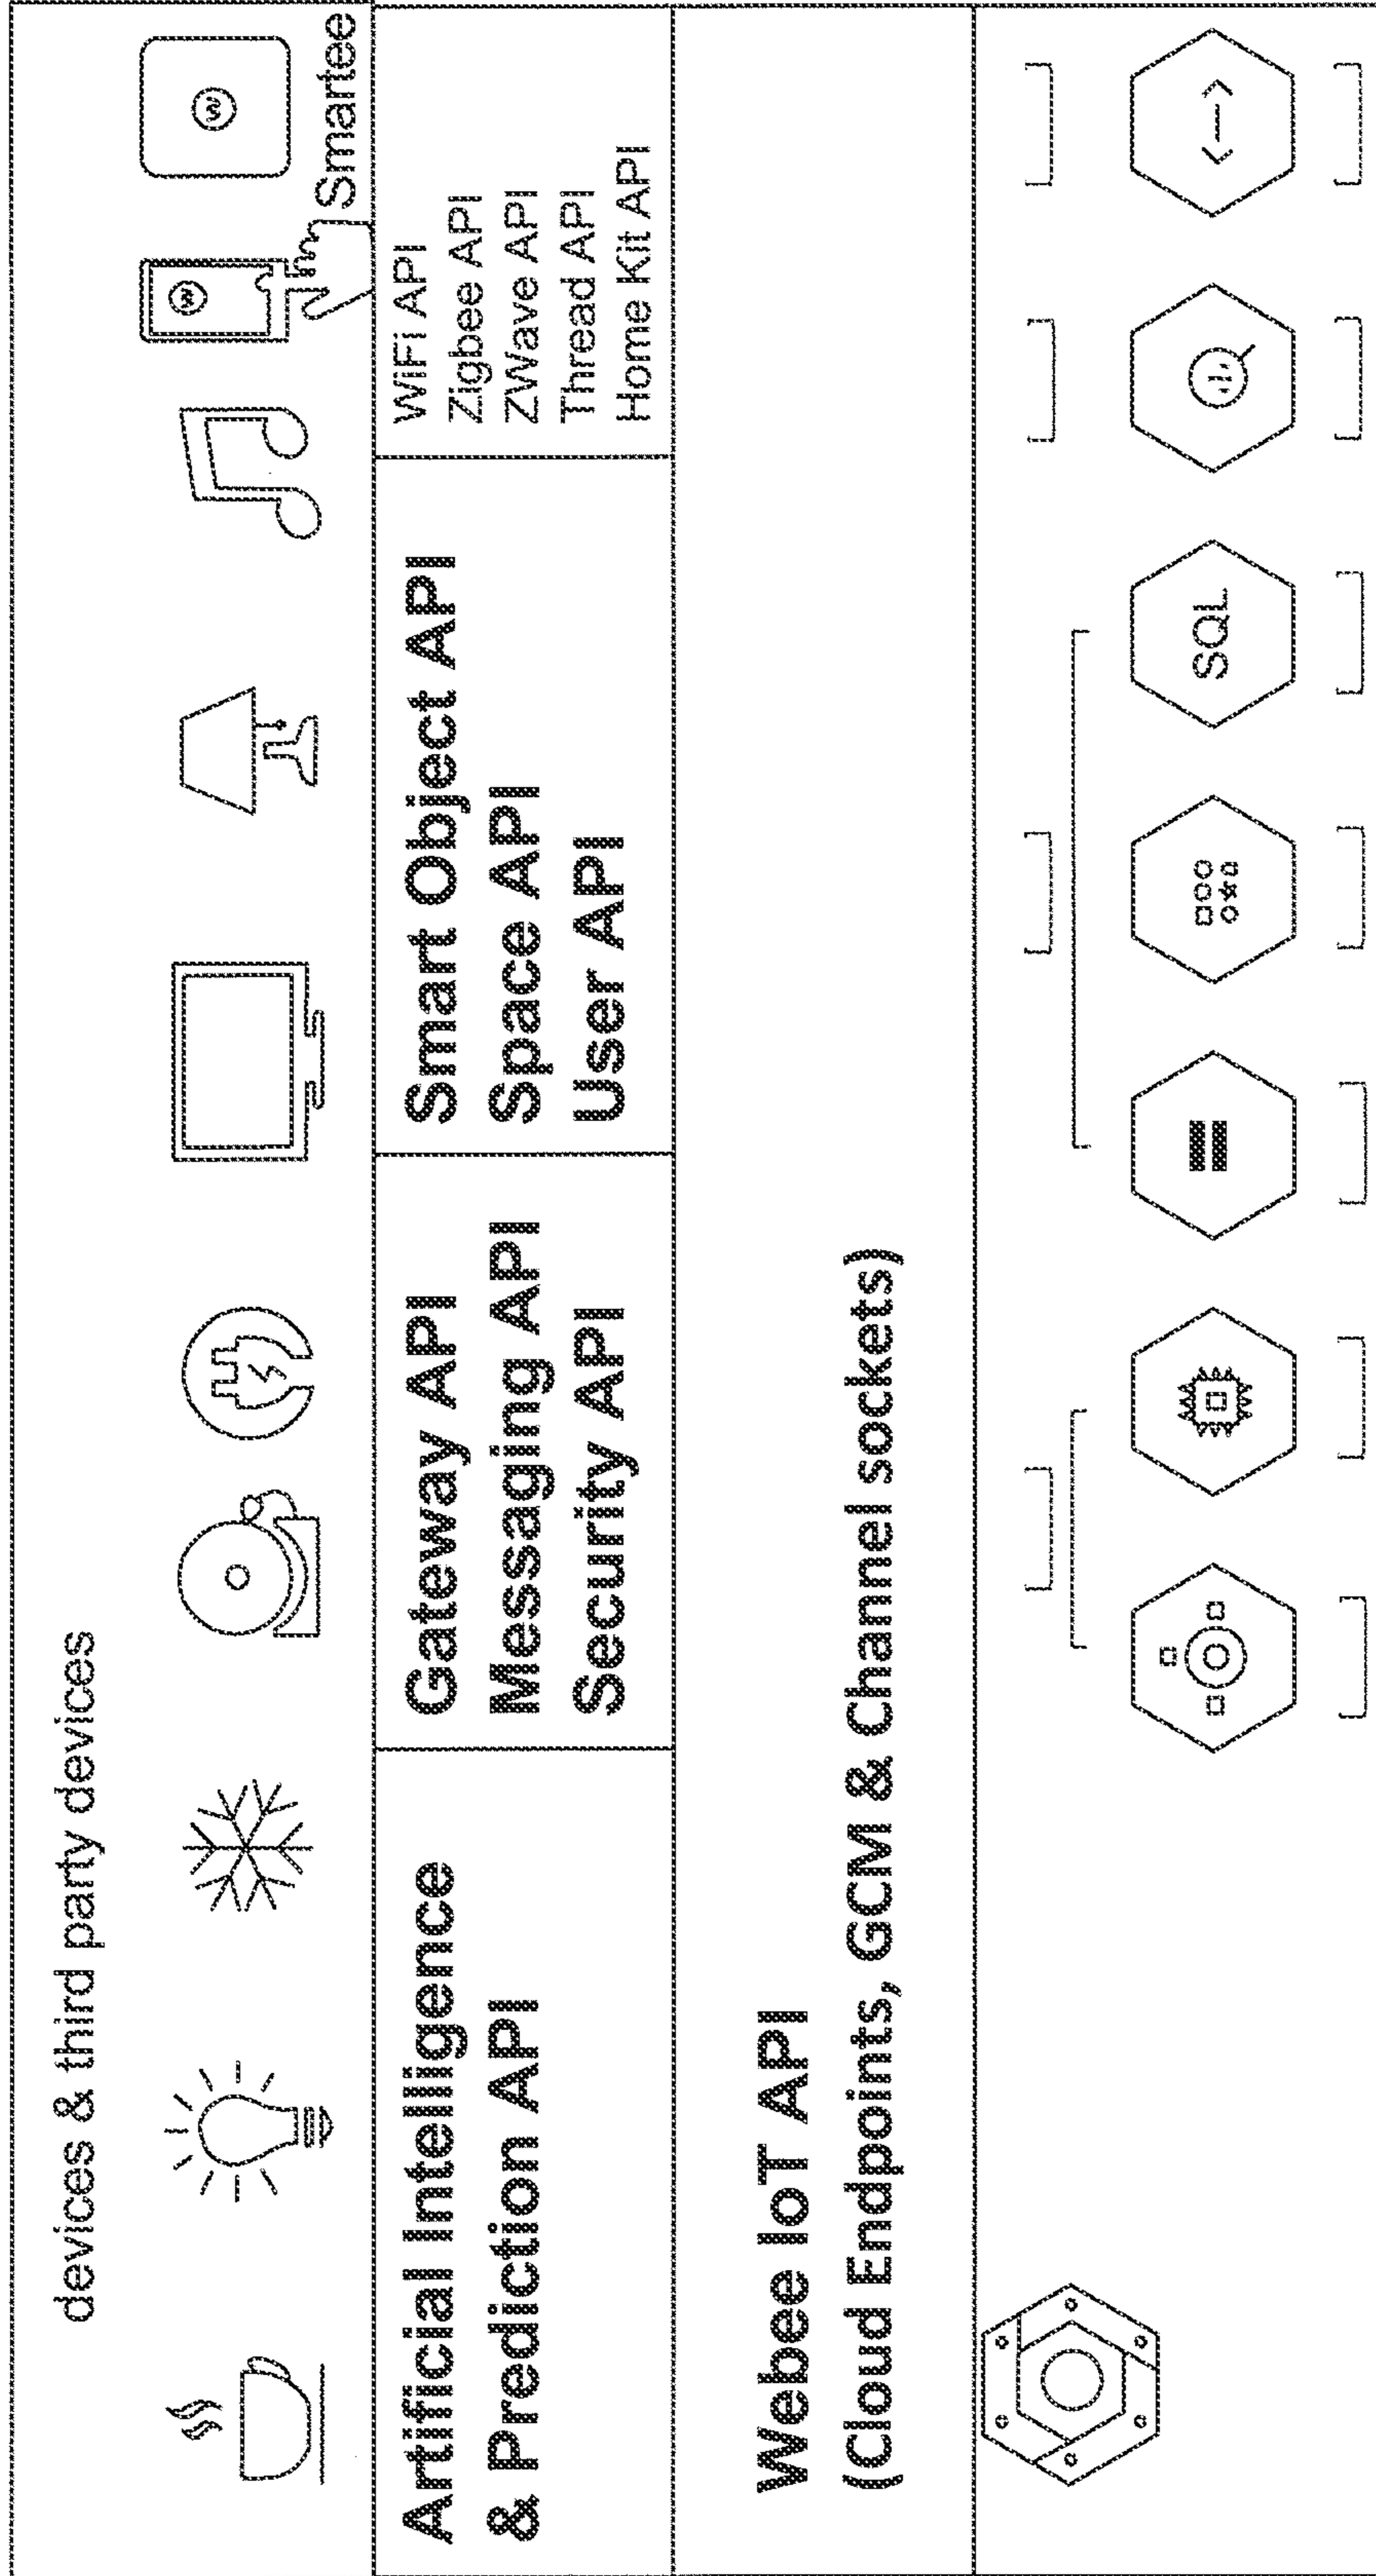 devices & third party devices
Smartee
Artificial Intelligence
& Prediction API
Gateway API
Messaging API
Security API
Smart Object API
Space API
User API
WiFi API
Zigbee API
ZWave API
Thread API
Home Kit API
Webee IoT API
(Cloud Endpoints, GCM & Channel sockets)
SQL